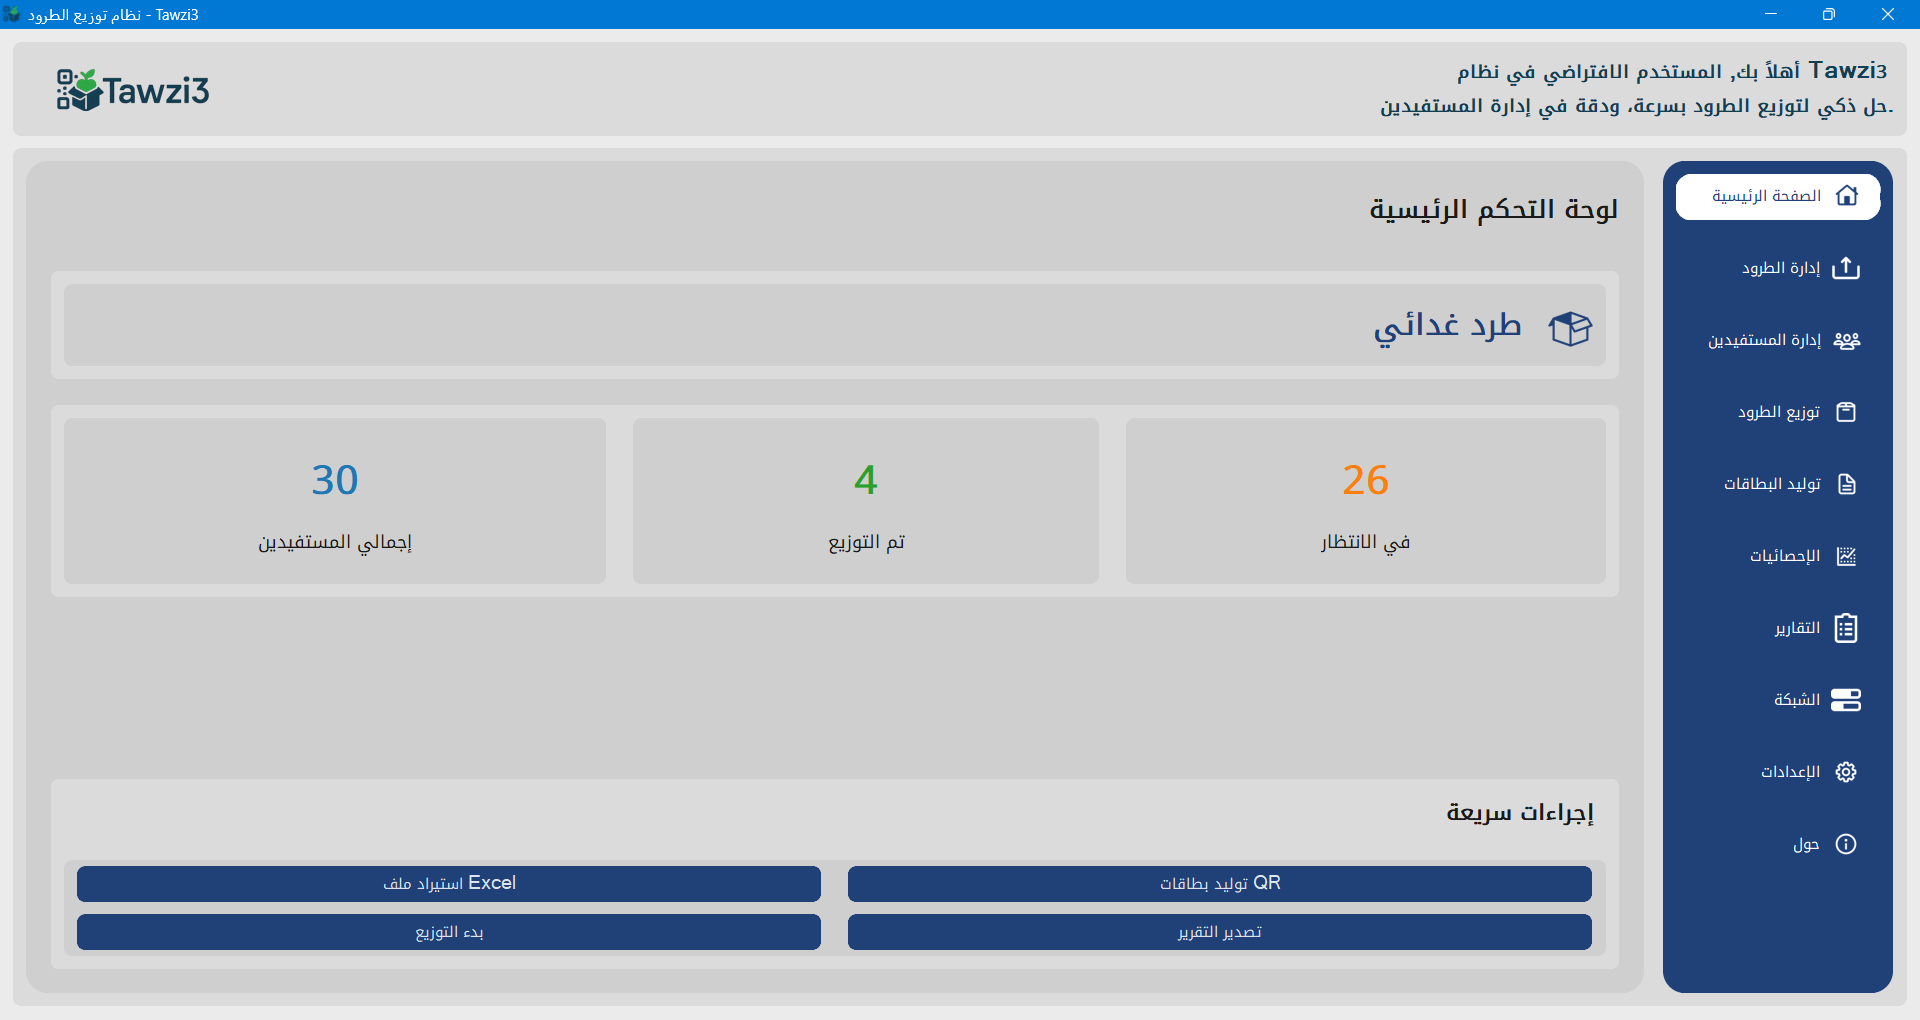 Tawzi3 - نظام توزيع الطرود
Tawzi3
Tawzi3 أهلاً بك, المستخدم الافتراضي في نظام
.حل ذكي لتوزيع الطرود بسرعة، ودقة في إدارة المستفيدين
الصفحة الرئيسية
إدارة الطرود
إدارة المستفيدين
توزيع الطرود
توليد البطاقات
الإحصائيات
التقارير
الشبكة
الإعدادات
حول
لوحة التحكم الرئيسية
طرد غدائي
26
في الانتظار
4
تم التوزيع
30
إجمالي المستفيدين
إجراءات سريعة
QR توليد بطاقات
Excel استيراد ملف
تصدير التقرير
بدء التوزيع